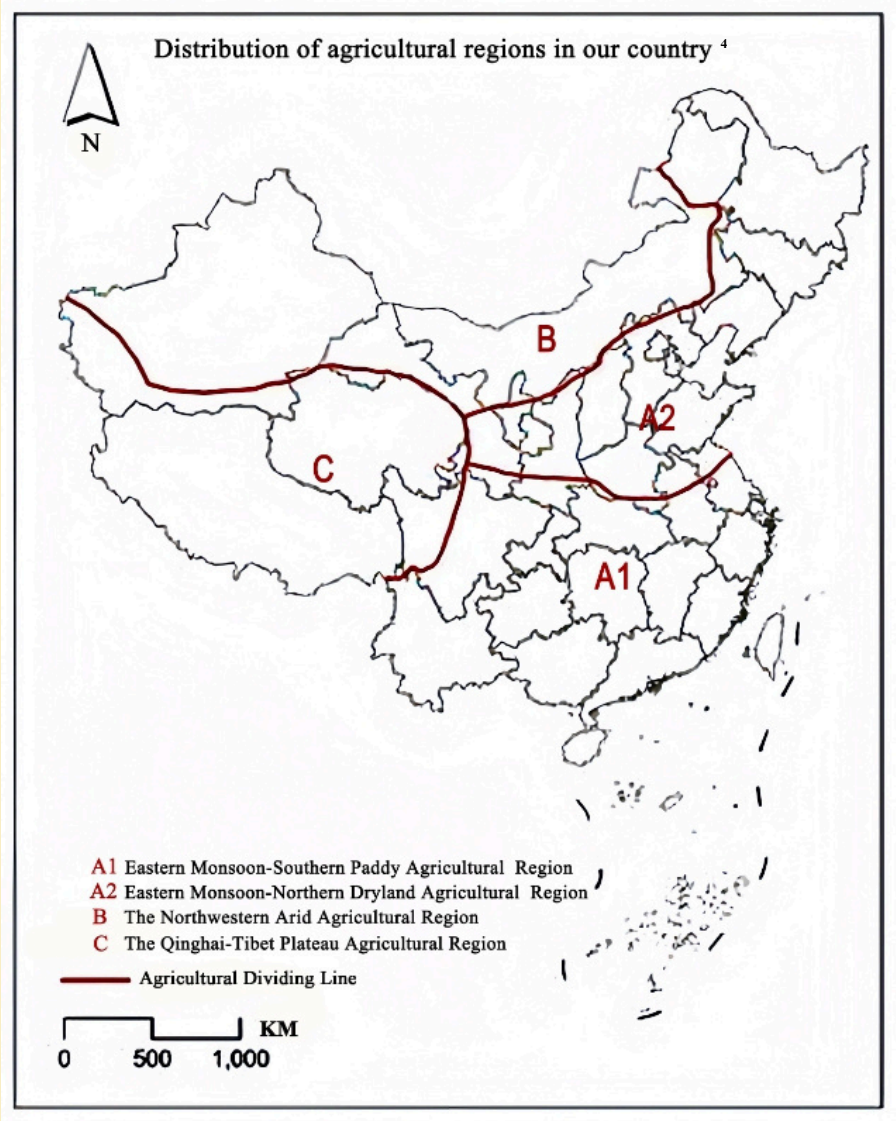 Distribution of agricultural regions in our country 4
N
B
A2
C
A1
A1 Eastern Monsoon-Southern Paddy Agricultural Region
A2 Eastern Monsoon-Northern Dryland Agricultural Region
B The Northwestern Arid Agricultural Region
C The Qinghai-Tibet Plateau Agricultural Region
Agricultural Dividing Line
KM
0 500 1,000